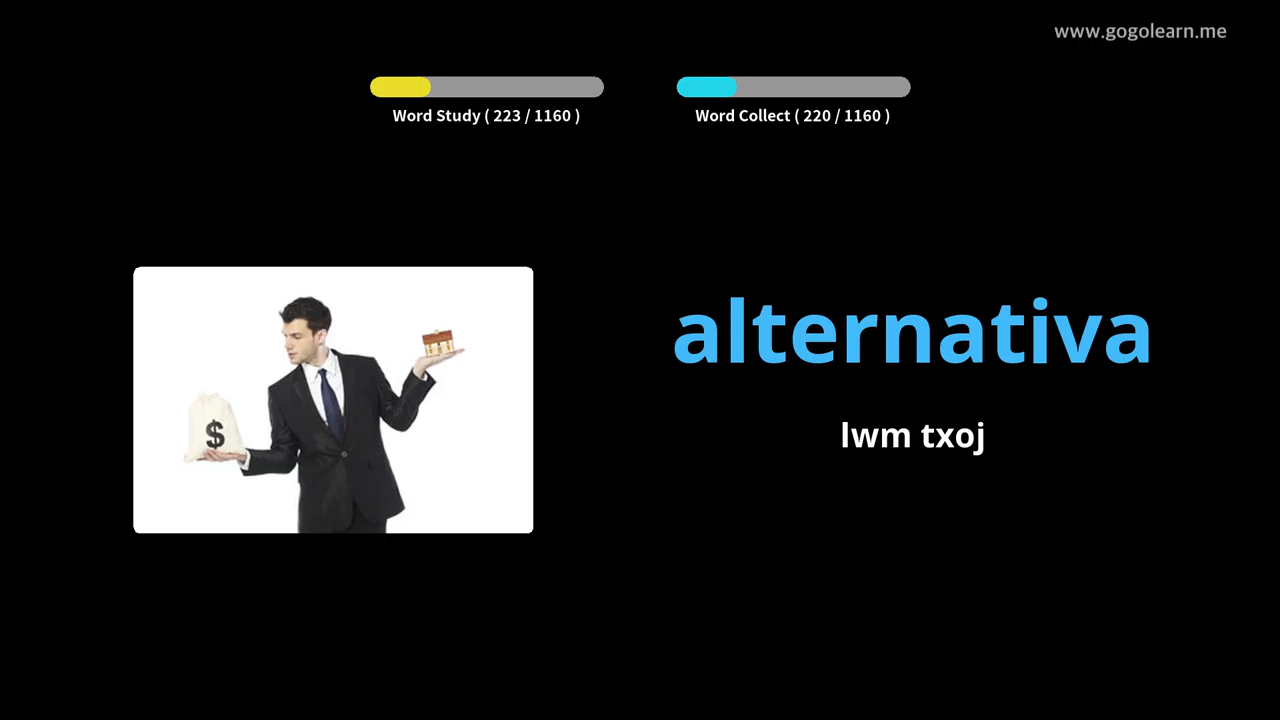 www.gogolearn.me
Word Study ( 223 / 1160 )
Word Collect ( 220 / 1160 )
$
alternativa
lwm txoj